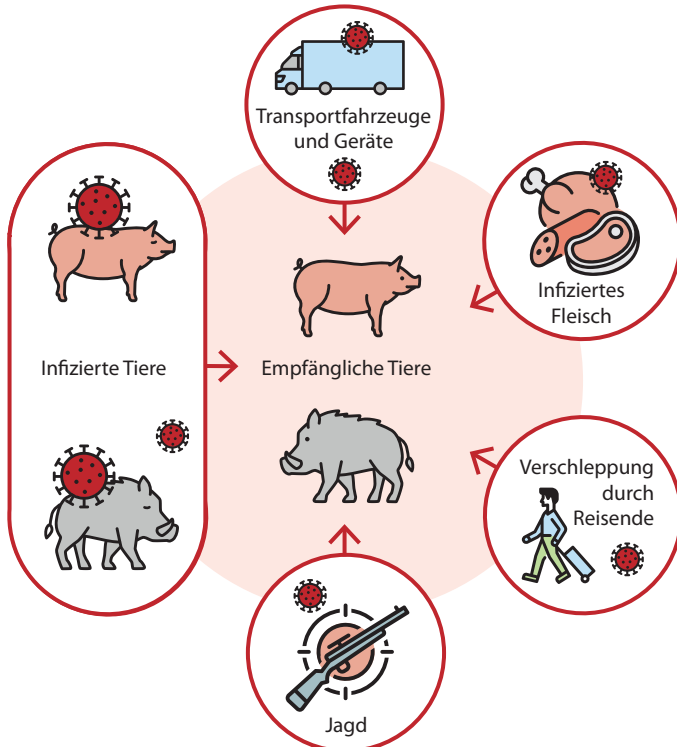 Transportfahrzeuge
und Geräte
Infiziertes
Fleisch
Infizierte Tiere
Empfängliche Tiere
Verschleppung
durch
Reisende
Jagd